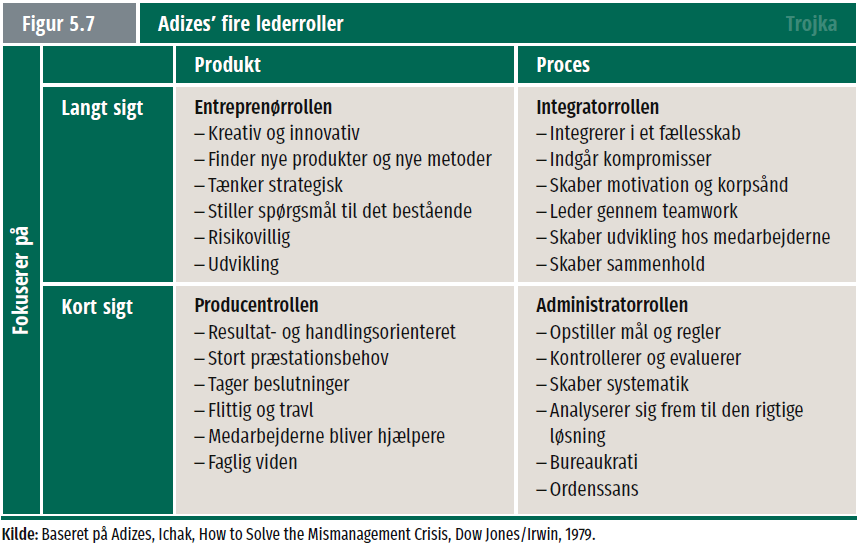 Figur 5.7
Adizes’ fire lederroller
Trojka
Produkt
Proces
Fokuserer på
Langt sigt
Entreprenørrollen
– Kreativ og innovativ
– Finder nye produkter og nye metoder
– Tænker strategisk
– Stiller spørgsmål til det bestående
– Risikovillig
– Udvikling
Integratorrollen
– Integrerer i et fællesskab
– Indgår kompromisser
– Skaber motivation og korpsånd
– Leder gennem teamwork
– Skaber udvikling hos medarbejderne
– Skaber sammenhold
Kort sigt
Producentrollen
– Resultat- og handlingsorienteret
– Stort præstationsbehov
– Tager beslutninger
– Flittig og travl
– Medarbejderne bliver hjælpere
– Faglig viden
Administratorrollen
– Opstiller mål og regler
– Kontrollerer og evaluerer
– Skaber systematik
– Analyserer sig frem til den rigtige
løsning
– Bureaukrati
– Ordenssans
Kilde: Baseret på Adizes, Ichak, How to Solve the Mismanagement Crisis, Dow Jones/Irwin, 1979.